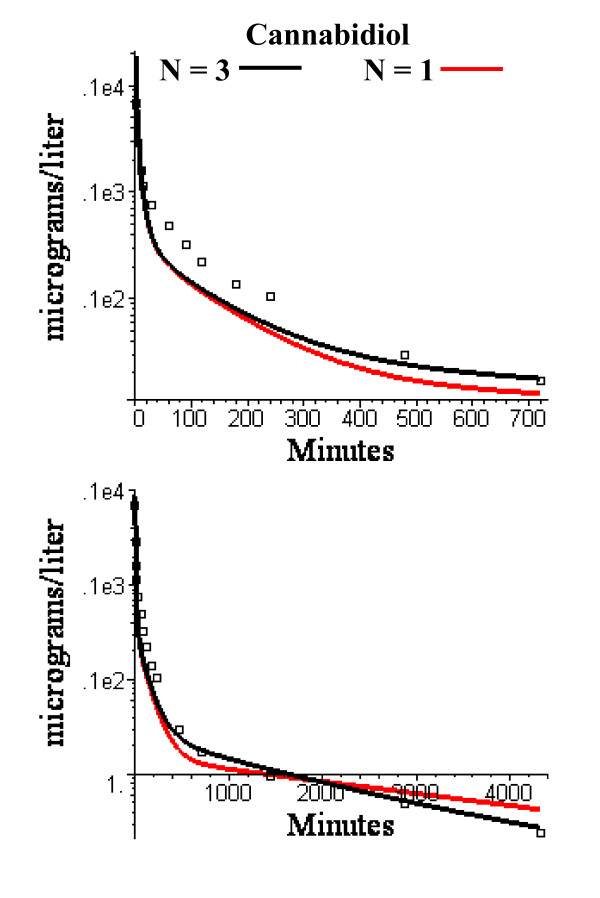 Cannabidiol
N = 3 N = 1
micrograms/liter
.1e4
.1e3
.1e2
0 100 200 300 400 500 600 700
Minutes
micrograms/liter
.1e4
.1e3
.1e2
1.
1000 2000 3000 4000
Minutes